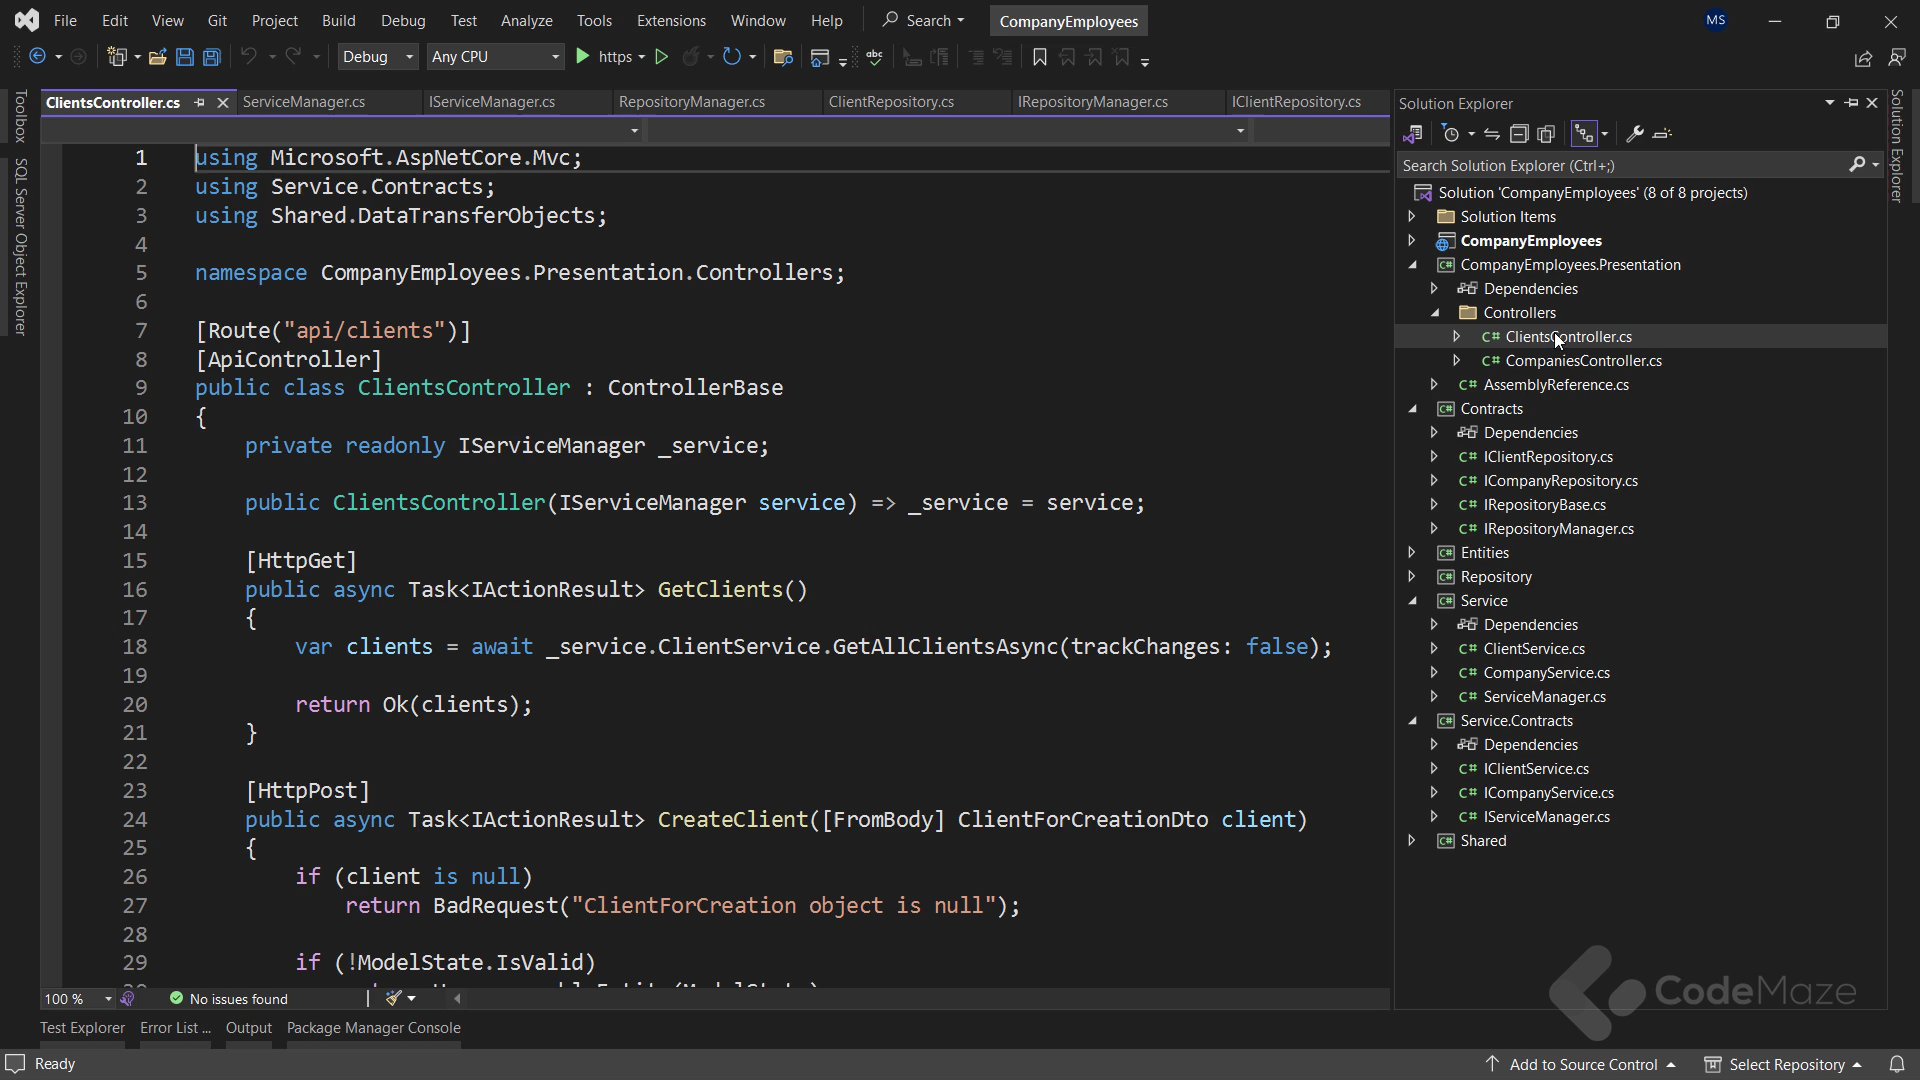 File Edit View Git Project Build Debug Test Analyze Tools Extensions Window Help Search CompanyEmployees MS
Debug Any CPU https abc
Toolbox
SQL Server Object Explorer
ClientsController.cs ServiceManager.cs IServiceManager.cs RepositoryManager.cs ClientRepository.cs IRepositoryManager.cs IClientRepository.cs
1 using Microsoft.AspNetCore.Mvc;
2 using Service.Contracts;
3 using Shared.DataTransferObjects;
4
5 namespace CompanyEmployees.Presentation.Controllers;
6
7 [Route("api/clients")]
8 [ApiController]
9 public class ClientsController : ControllerBase
10 {
11 private readonly IServiceManager _service;
12
13 public ClientsController(IServiceManager service) => _service = service;
14
15 [HttpGet]
16 public async Task<IActionResult> GetClients()
17 {
18 var clients = await _service.ClientService.GetAllClientsAsync(trackChanges: false);
19
20 return Ok(clients);
21 }
22
23 [HttpPost]
24 public async Task<IActionResult> CreateClient([FromBody] ClientForCreationDto client)
25 {
26 if (client is null)
27 return BadRequest("ClientForCreation object is null");
28
29 if (!ModelState.IsValid)
100 % No issues found
Test Explorer Error List ... Output Package Manager Console
Solution Explorer
Search Solution Explorer (Ctrl+;)
Solution 'CompanyEmployees' (8 of 8 projects)
Solution Items
CompanyEmployees
C# CompanyEmployees.Presentation
Dependencies
Controllers
C# ClientsController.cs
C# CompaniesController.cs
C# AssemblyReference.cs
C# Contracts
Dependencies
C# IClientRepository.cs
C# ICompanyRepository.cs
C# IRepositoryBase.cs
C# IRepositoryManager.cs
C# Entities
C# Repository
C# Service
Dependencies
C# ClientService.cs
C# CompanyService.cs
C# ServiceManager.cs
C# Service.Contracts
Dependencies
C# IClientService.cs
C# ICompanyService.cs
C# IServiceManager.cs
C# Shared
Solution Explorer
CodeMaze
Ready Add to Source Control Select Repository